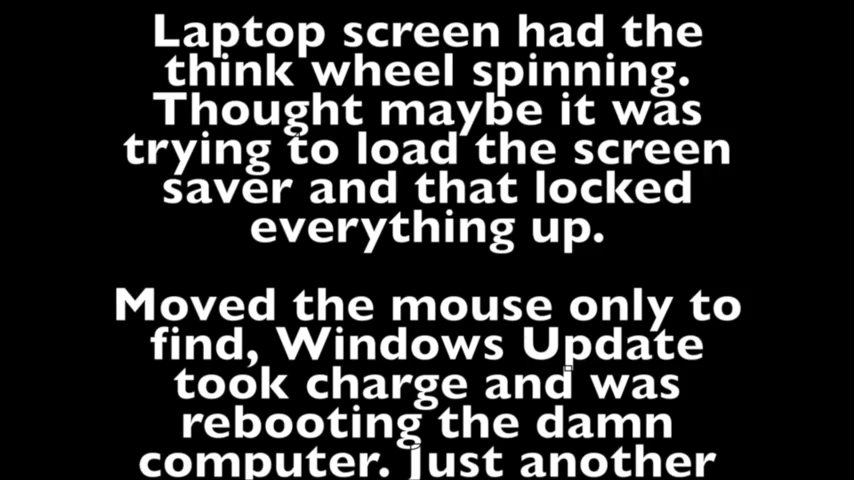 Laptop screen had the
think wheel spinning.
Thought maybe it was
trying to load the screen
saver and that locked
everything up.
Moved the mouse only to
find, Windows Update
took charge and was
rebooting the damn
computer. Just another